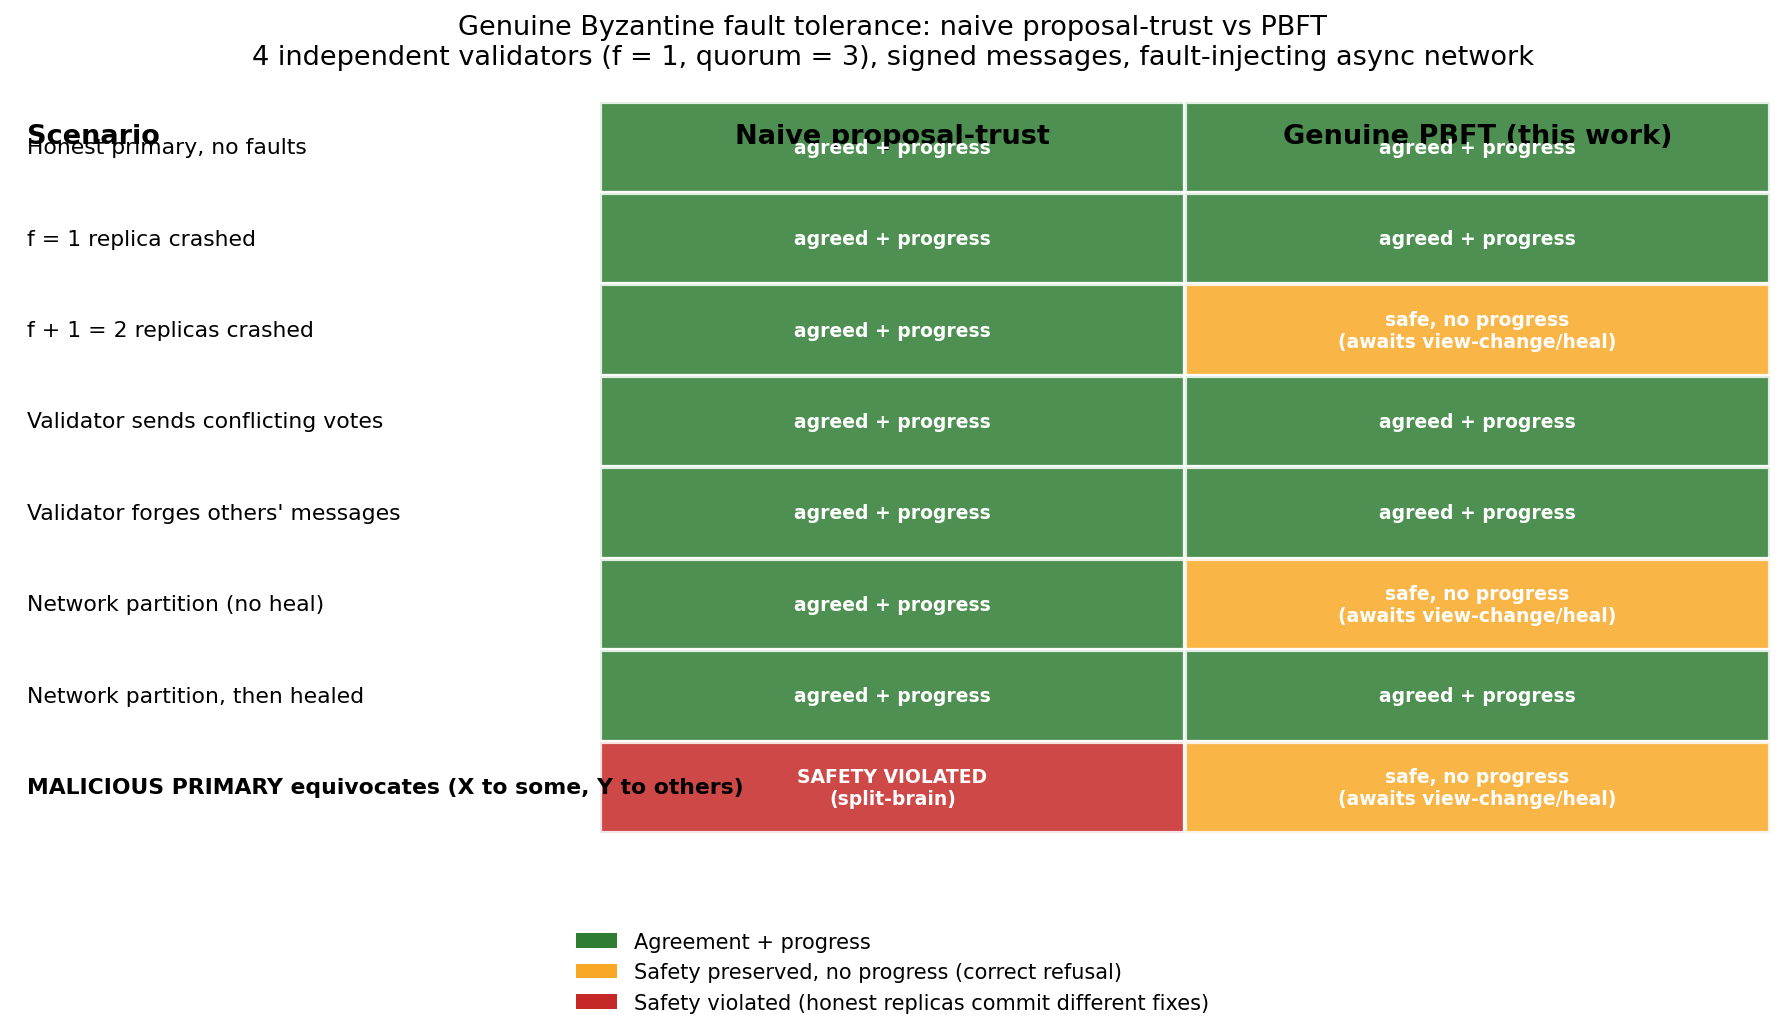 Genuine Byzantine fault tolerance: naive proposal-trust vs PBFT
4 independent validators (f = 1, quorum = 3), signed messages, fault-injecting async network
Scenario
Naive proposal-trust
Genuine PBFT (this work)
Honest primary, no faults
agreed + progress
agreed + progress
f = 1 replica crashed
agreed + progress
agreed + progress
f + 1 = 2 replicas crashed
agreed + progress
safe, no progress
(awaits view-change/heal)
Validator sends conflicting votes
agreed + progress
agreed + progress
Validator forges others' messages
agreed + progress
agreed + progress
Network partition (no heal)
agreed + progress
safe, no progress
(awaits view-change/heal)
Network partition, then healed
agreed + progress
agreed + progress
MALICIOUS PRIMARY equivocates (X to some, Y to others)
SAFETY VIOLATED
(split-brain)
safe, no progress
(awaits view-change/heal)
Agreement + progress
Safety preserved, no progress (correct refusal)
Safety violated (honest replicas commit different fixes)